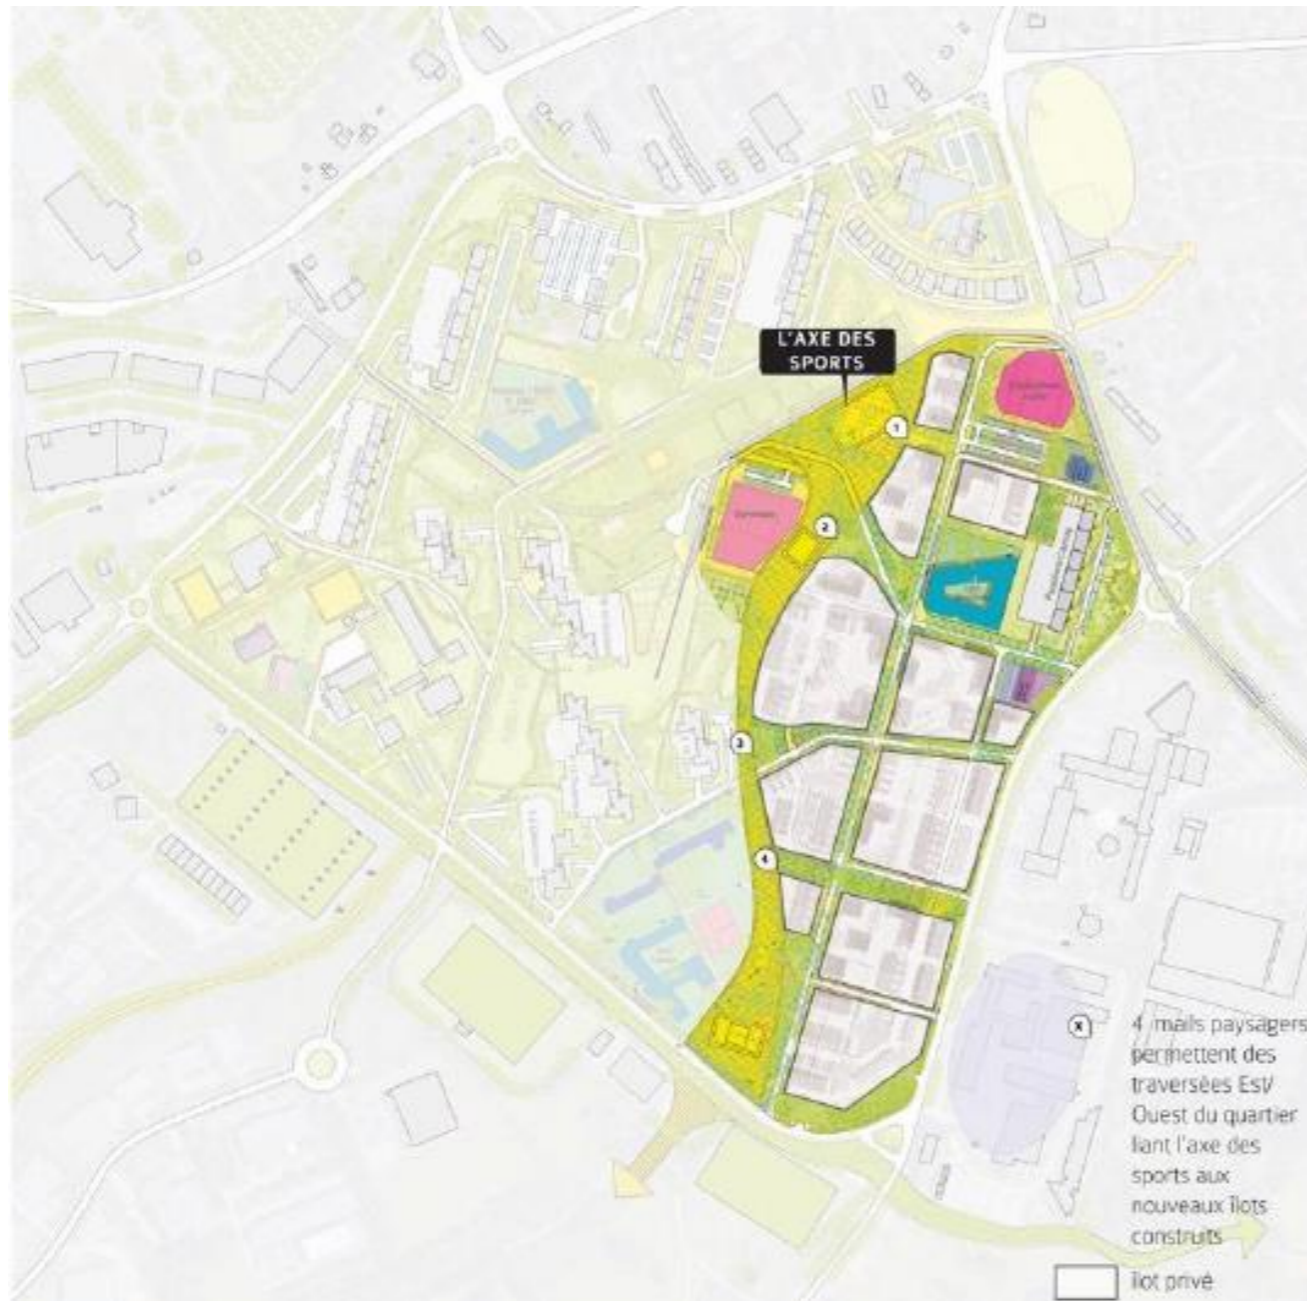 L'AXE DES
SPORTS
1
2
3
4
x
4 mails paysagers
permettent des
traversées Est/
Ouest du quartier
liant l'axe des
sports aux
nouveaux îlots
construits
îlot privé